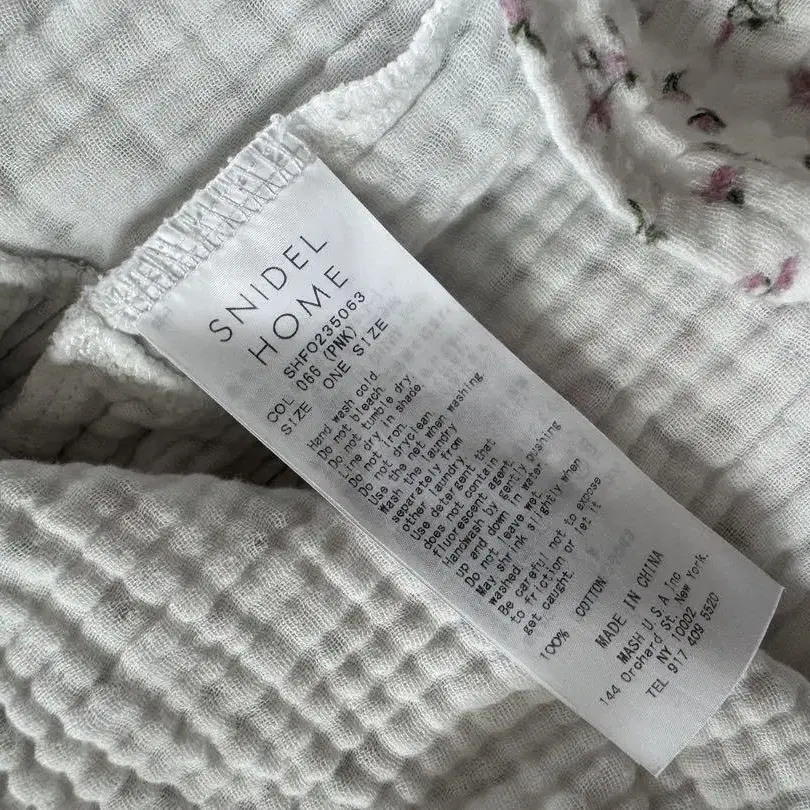 SNIDEL
HOME
SHFO235063
COL 066 (PNK)
SIZE ONE SIZE
Hand wash cold.
Do not bleach.
Do not tumble dry.
Line dry in shade.
Do not iron.
Do not dryclean
Use the net when washing.
Wash the laundry
separately from
other laundry.
Use detergent that
does not contain
fluorescent agent.
Handwash by gently pushing
up and down in water.
Do not leave wet.
May shrink slightly when
washed.
Be careful not to expose
to friction or let it
get caught.
100% COTTON
MADE IN CHINA
MASH U.S.A Inc
144 Orchard St, New York,
NY, 10002
TEL 917 409 5520